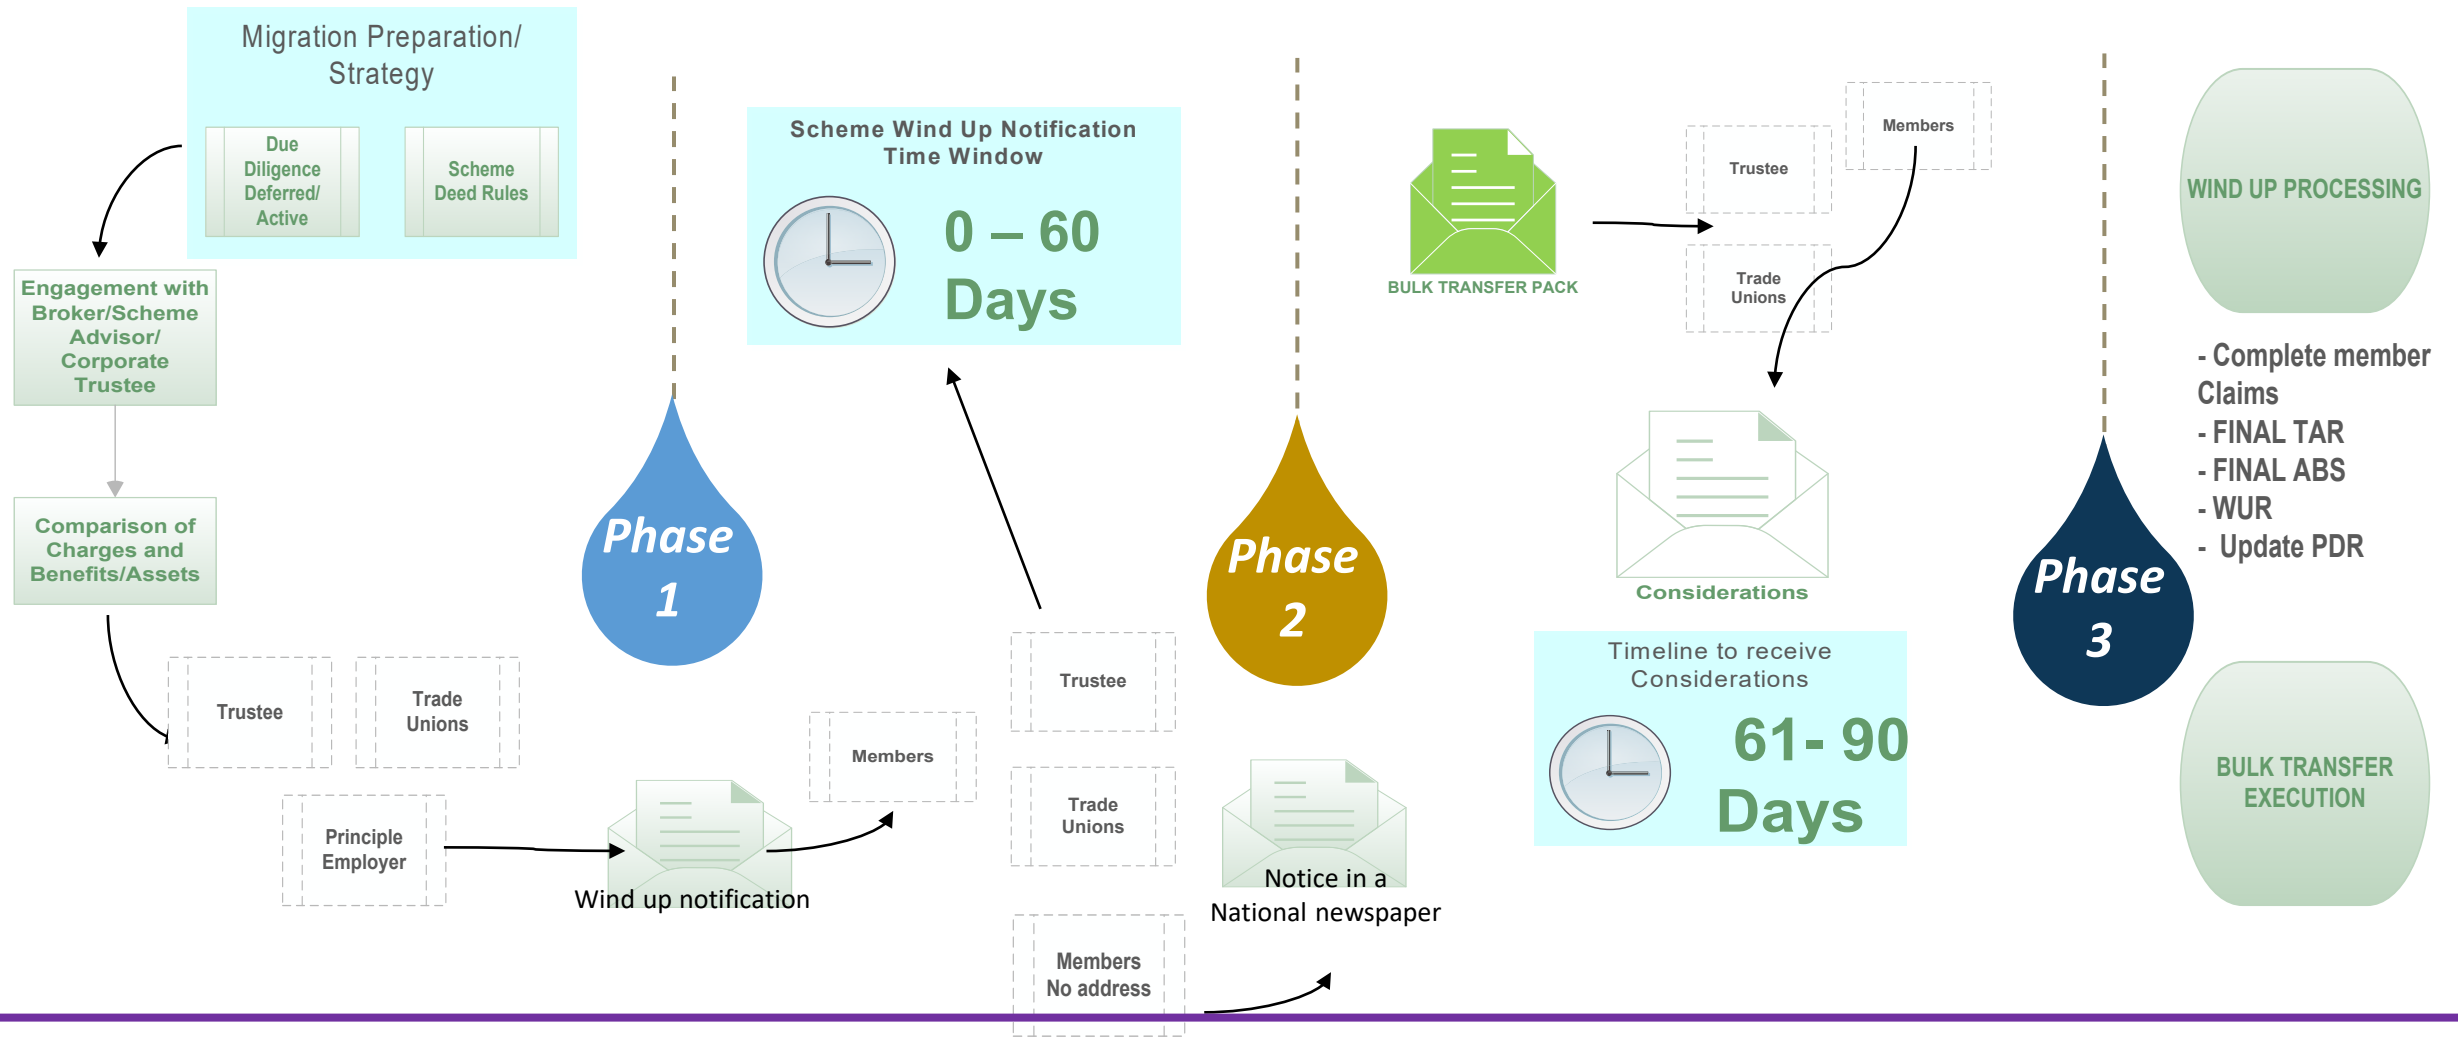 Migration Preparation/
Strategy
Due
Diligence
Deferred/
Active
Scheme
Deed Rules
Engagement with
Broker/Scheme
Advisor/
Corporate
Trustee
Comparison of
Charges and
Benefits/Assets
Trustee
Trade
Unions
Principle
Employer
Phase
1
Wind up notification
Scheme Wind Up Notification
Time Window
0 – 60
Days
Members
Trustee
Trade
Unions
Members
No address
Notice in a
National newspaper
Phase
2
BULK TRANSFER PACK
Trustee
Members
Trade
Unions
Considerations
Timeline to receive
Considerations
61- 90
Days
Phase
3
WIND UP PROCESSING
- Complete member
Claims
- FINAL TAR
- FINAL ABS
- WUR
- Update PDR
BULK TRANSFER
EXECUTION